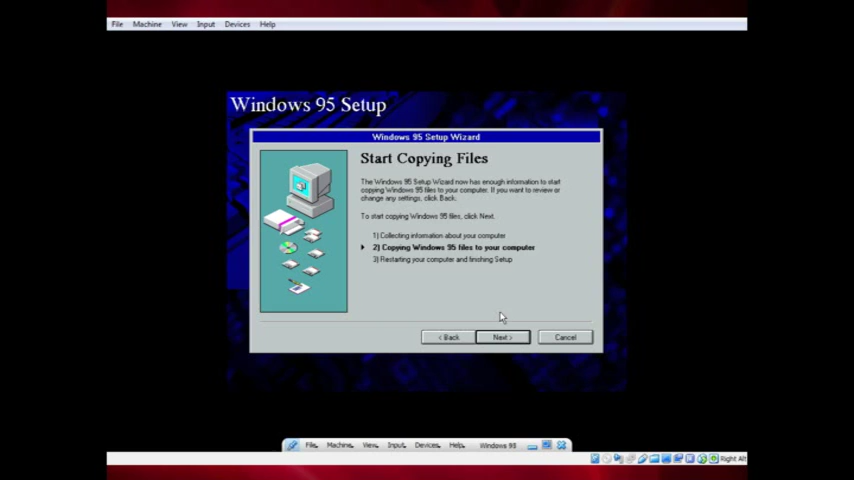 File Machine View Input Devices Help
Windows 95 Setup
Windows 95 Setup Wizard
Start Copying Files
The Windows 95 Setup Wizard now has enough information to start
copying Windows 95 files to your computer. If you want to review or
change any settings, click Back.
To start copying Windows 95 files, click Next.
1) Collecting information about your computer
2) Copying Windows 95 files to your computer
3) Restarting your computer and finishing Setup
< Back Next > Cancel
File Machine View Input Devices Help Windows 98
Right Alt